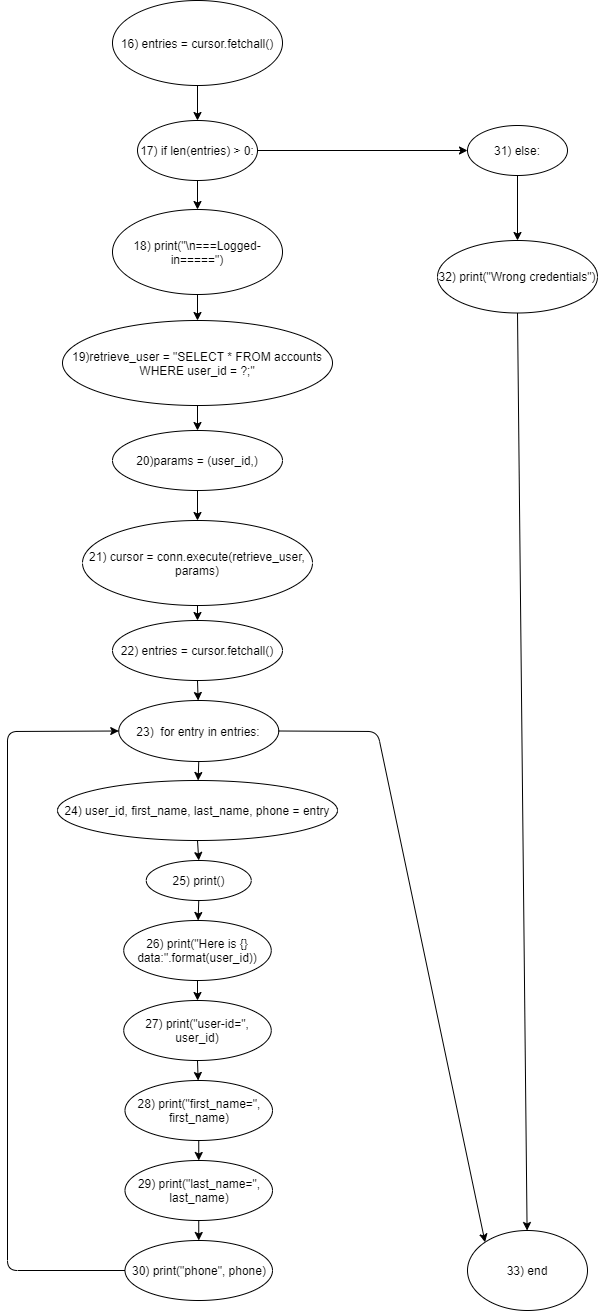 16) entries = cursor.fetchall()
17) if len(entries) > 0:
31) else:
18) print("\n===Logged-
in=====")
32) print("Wrong credentials")
19)retrieve_user = "SELECT * FROM accounts
WHERE user_id = ?;"
20)params = (user_id,)
21) cursor = conn.execute(retrieve_user,
params)
22) entries = cursor.fetchall()
23)  for entry in entries:
24) user_id, first_name, last_name, phone = entry
25) print()
26) print("Here is {}
data:".format(user_id))
27) print("user-id=",
user_id)
28) print("first_name=",
first_name)
29) print("last_name=",
last_name)
30) print("phone", phone)
33) end